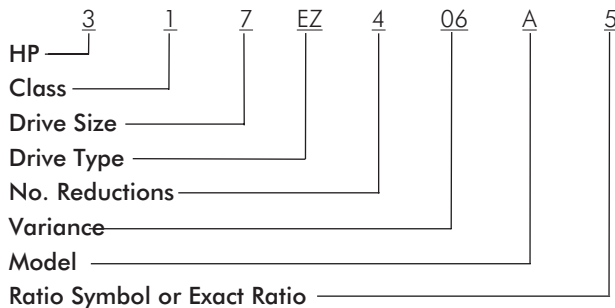 3 1 7 EZ 4 06 A 5
HP
Class
Drive Size
Drive Type
No. Reductions
Variance
Model
Ratio Symbol or Exact Ratio